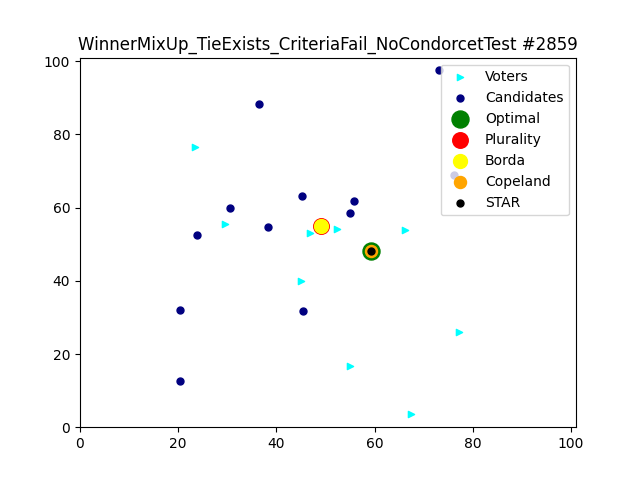 WinnerMixUp_TieExists_CriteriaFail_NoCondorcetTest #2859
100
80
60
40
20
0
0
20
40
60
80
100
Voters
Candidates
Optimal
Plurality
Borda
Copeland
STAR